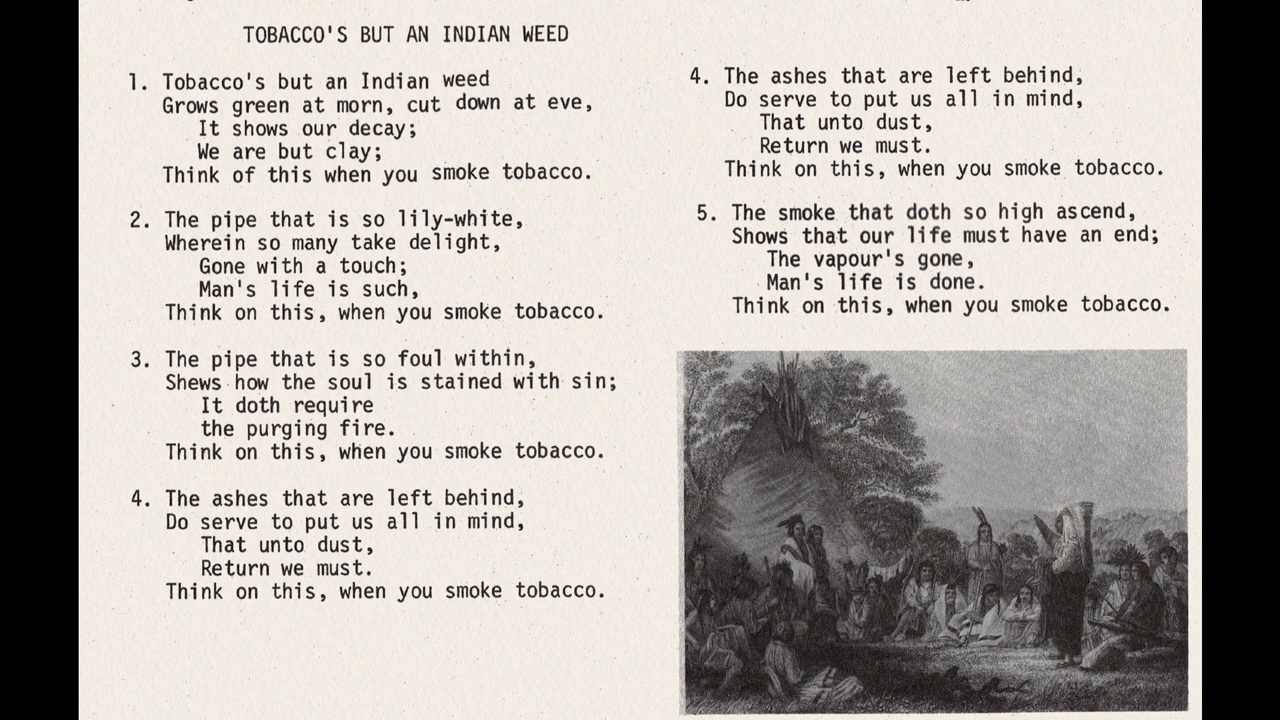 TOBACCO'S BUT AN INDIAN WEED
1. Tobacco's but an Indian weed
Grows green at morn, cut down at eve,
It shows our decay;
We are but clay;
Think of this when you smoke tobacco.
2. The pipe that is so lily-white,
Wherein so many take delight,
Gone with a touch;
Man's life is such,
Think on this, when you smoke tobacco.
3. The pipe that is so foul within,
Shews how the soul is stained with sin;
It doth require
the purging fire.
Think on this, when you smoke tobacco.
4. The ashes that are left behind,
Do serve to put us all in mind,
That unto dust,
Return we must.
Think on this, when you smoke tobacco.
4. The ashes that are left behind,
Do serve to put us all in mind,
That unto dust,
Return we must.
Think on this, when you smoke tobacco.
5. The smoke that doth so high ascend,
Shows that our life must have an end;
The vapour's gone,
Man's life is done.
Think on this, when you smoke tobacco.